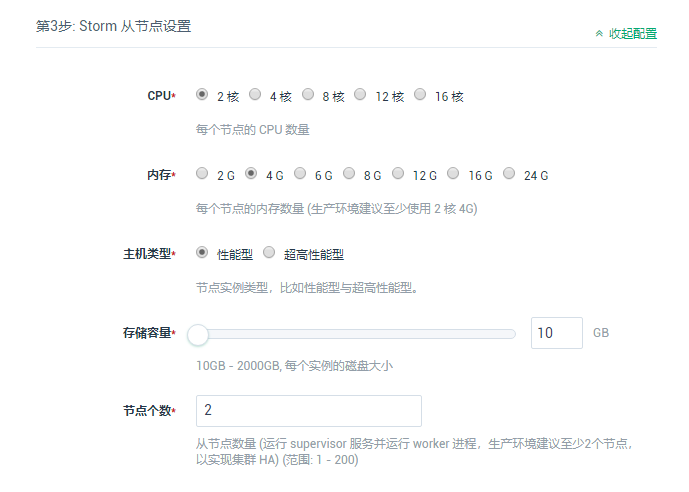 第3步: Storm 从节点设置
收起配置
CPU* 2 核 4 核 8 核 12 核 16 核
每个节点的 CPU 数量
内存* 2 G 4 G 6 G 8 G 12 G 16 G 24 G
每个节点的内存数量 (生产环境建议至少使用 2 核 4G)
主机类型* 性能型 超高性能型
节点实例类型，比如性能型与超高性能型。
存储容量* 10 GB
10GB - 2000GB, 每个实例的磁盘大小
节点个数* 2
从节点数量 (运行 supervisor 服务并运行 worker 进程，生产环境建议至少2个节点，
以实现集群 HA) (范围: 1 - 200)